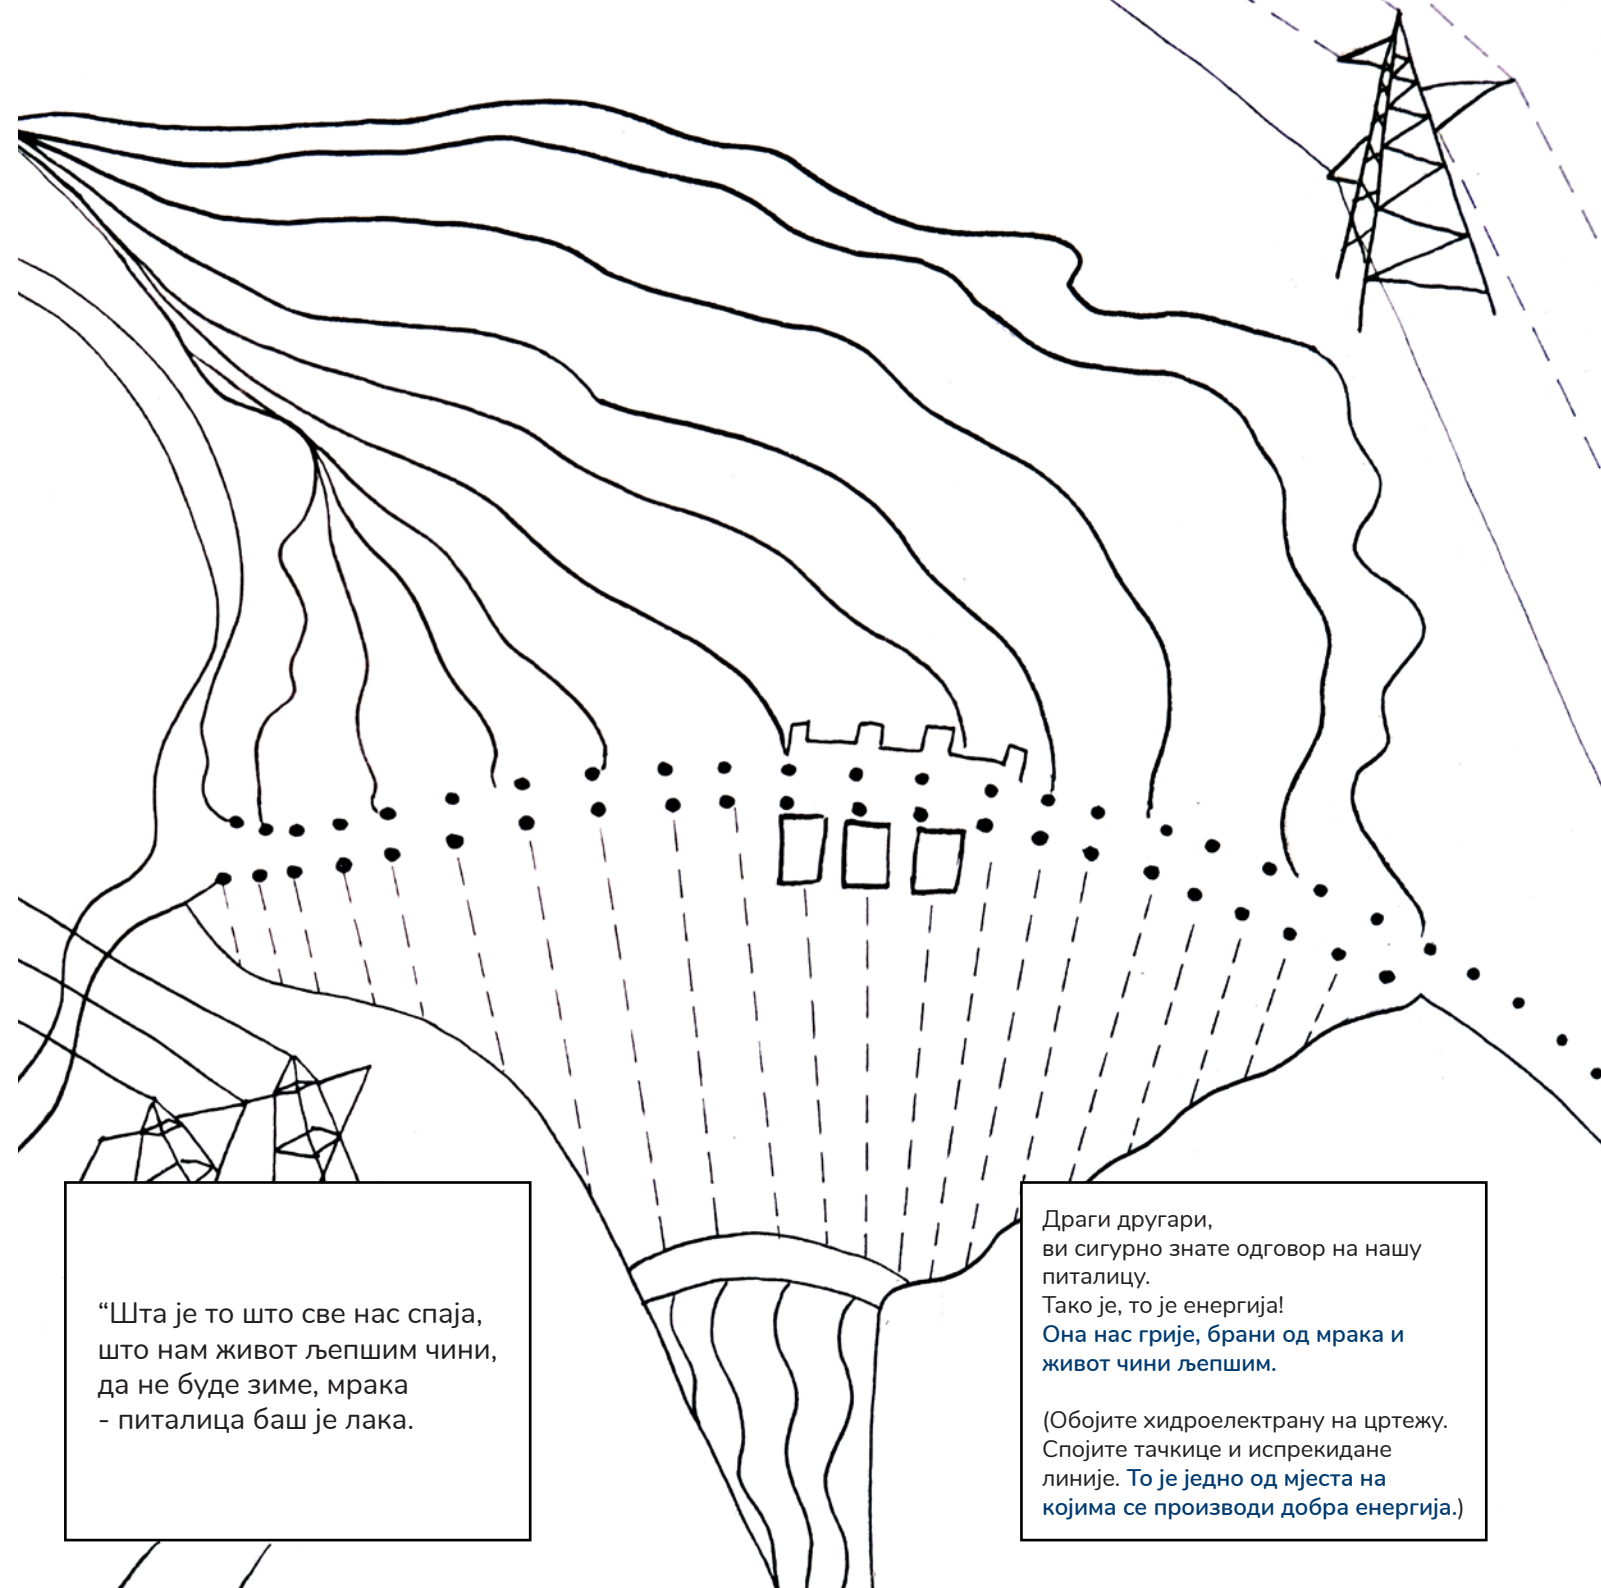 “Шта је то што све нас спаја,
што нам живот љепшим чини,
да не буде зиме, мрака
- питалица баш је лака.
Драги другари,
ви сигурно знате одговор на нашу
питалицу.
Тако је, то је енергија!
Она нас грије, брани од мрака и
живот чини љепшим.
(Обојите хидроелектрану на цртежу.
Спојите тачкице и испрекидане
линије. То је једно од мјеста на
којима се производи добра енергија.)